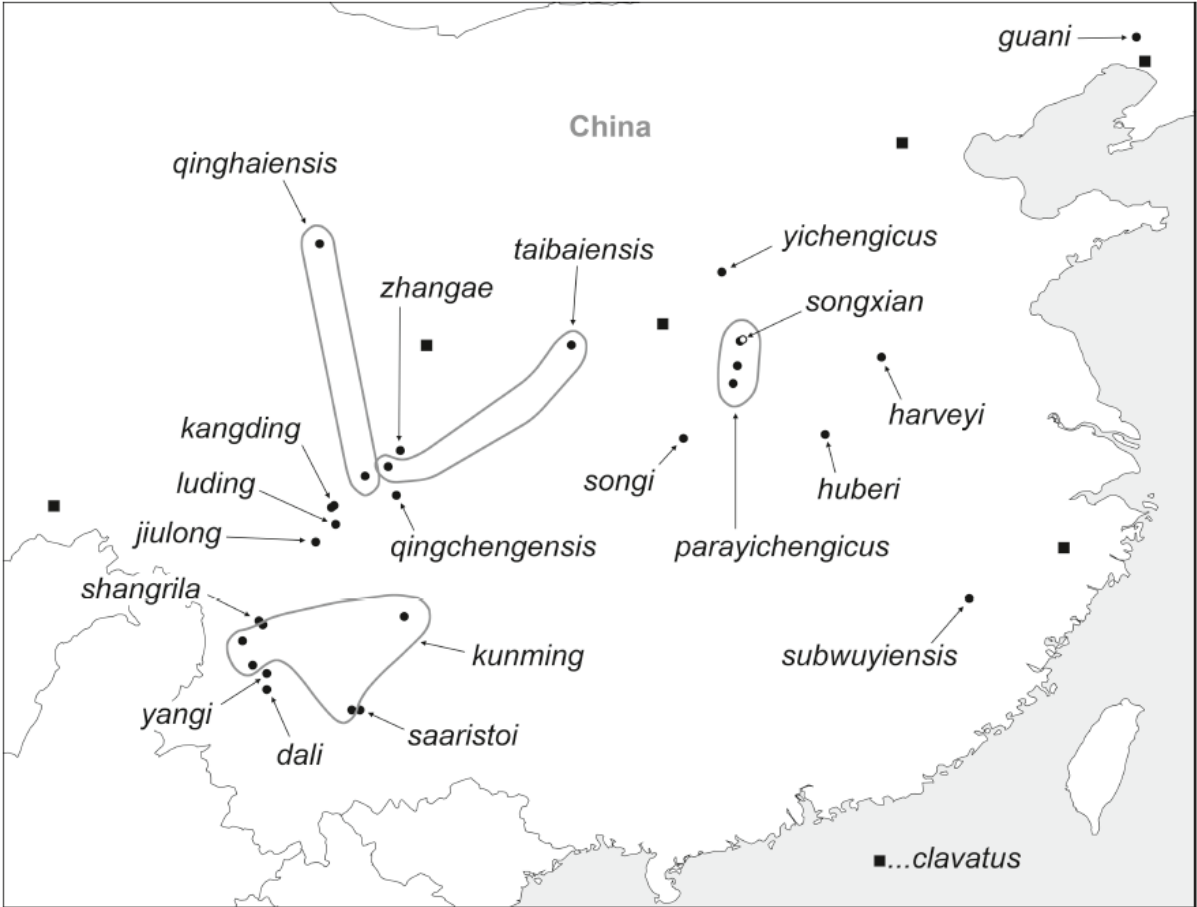 guani
China
qinghaiensis
yichengicus
taibaiensis
zhangae
songxian
harveyi
kangding
luding
songi
huberi
jiulong
qingchengensis
parayichengicus
shangrila
kunming
subwuyiensis
yangi
saaristoi
dali
...clavatus